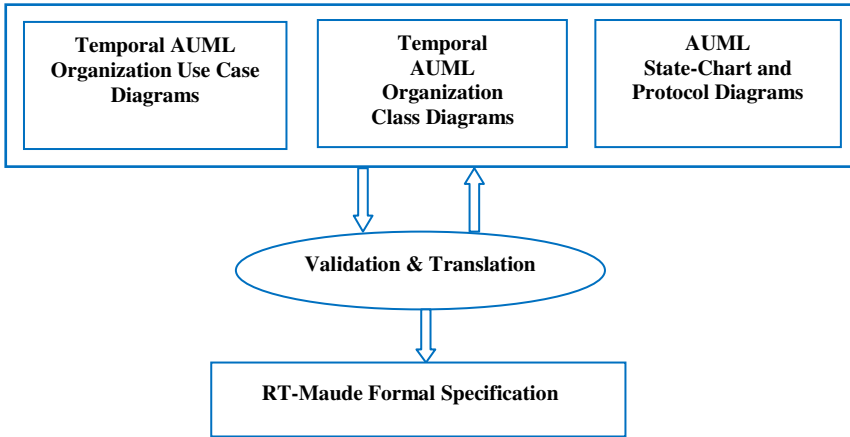 Temporal AUML
Organization Use Case
Diagrams
Temporal
AUML
Organization
Class Diagrams
AUML
State-Chart and
Protocol Diagrams
Validation & Translation
RT-Maude Formal Specification